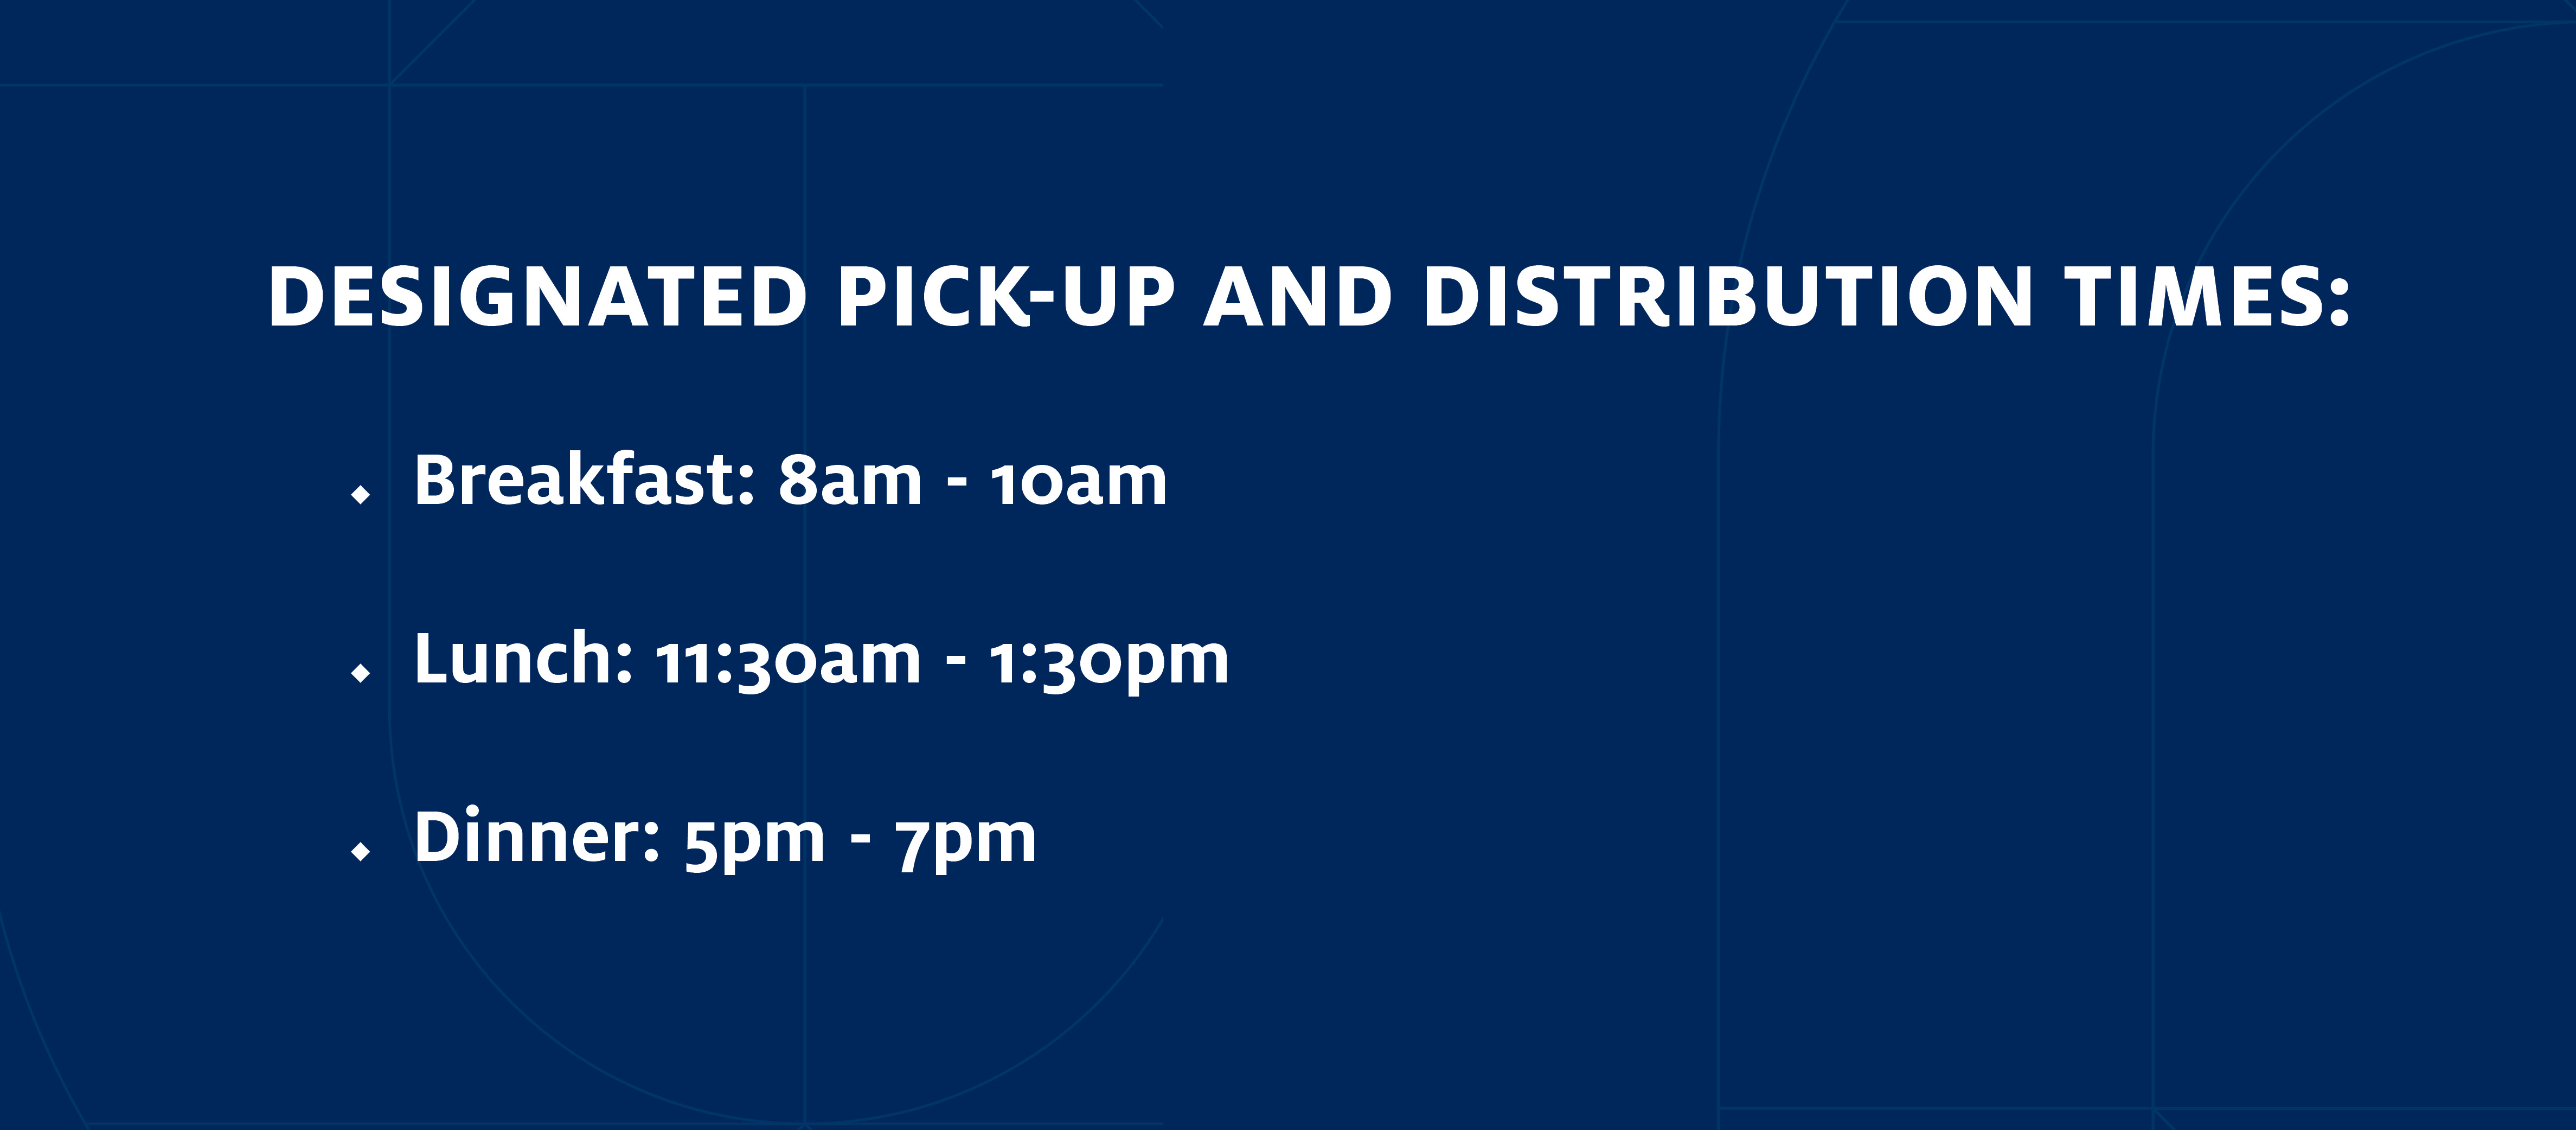 DESIGNATED PICK-UP AND DISTRIBUTION TIMES:
◆ Breakfast: 8am - 10am
◆ Lunch: 11:30am - 1:30pm
◆ Dinner: 5pm - 7pm